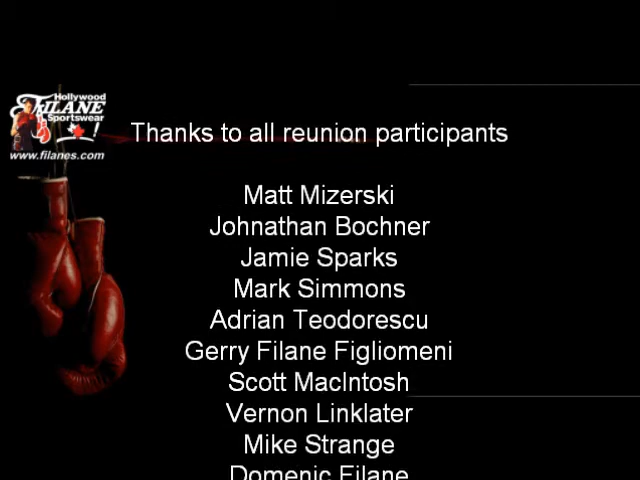 Hollywood
FILANE
Sportswear
!
www.filanes.com
Thanks to all reunion participants
Matt Mizerski
Johnathan Bochner
Jamie Sparks
Mark Simmons
Adrian Teodorescu
Gerry Filane Figliomeni
Scott MacIntosh
Vernon Linklater
Mike Strange
Domenic Filane